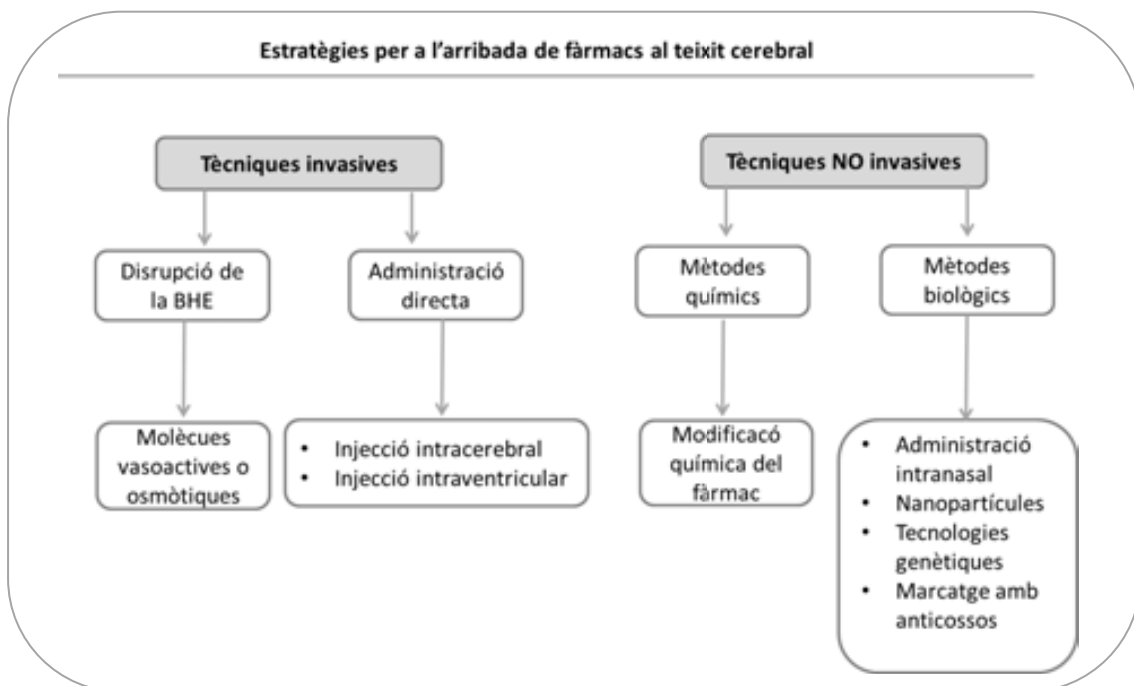 Estratègies per a l'arribada de fàrmacs al teixit cerebral
Tècniques invasives
Tècniques NO invasives
Disrupció de
la BHE
Administració
directa
Mètodes
químics
Mètodes
biològics
Molècues
vasoactives o
osmòtiques
• Injecció intracerebral
• Injecció intraventricular
Modificacó
química del
fàrmac
• Administració
intranasal
• Nanopartícules
• Tecnologies
genètiques
• Marcatge amb
anticossos